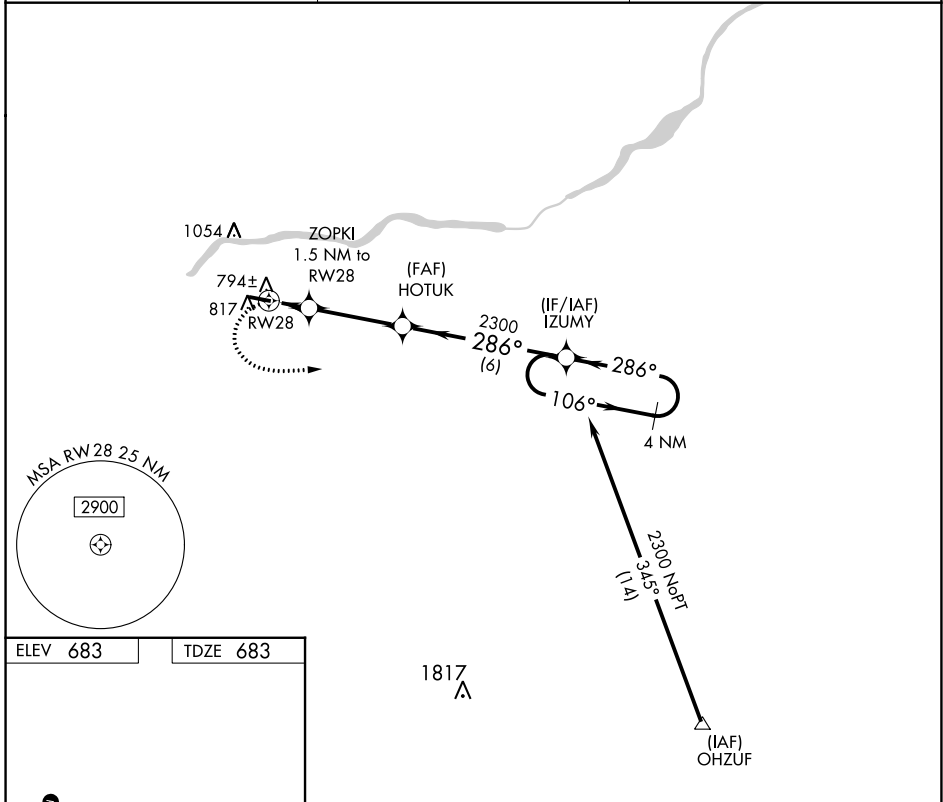 1054
ZOPKI
1.5 NM to
RW28
(FAF)
HOTUK
794±
817
RW28
(IF/IAF)
IZUMY
2300
286°
(6)
286°
106°
4 NM
MSA RW28 25 NM
2900
2300 NoPT
345°
(14)
ELEV 683
TDZE 683
1817
(IAF)
OHZUF